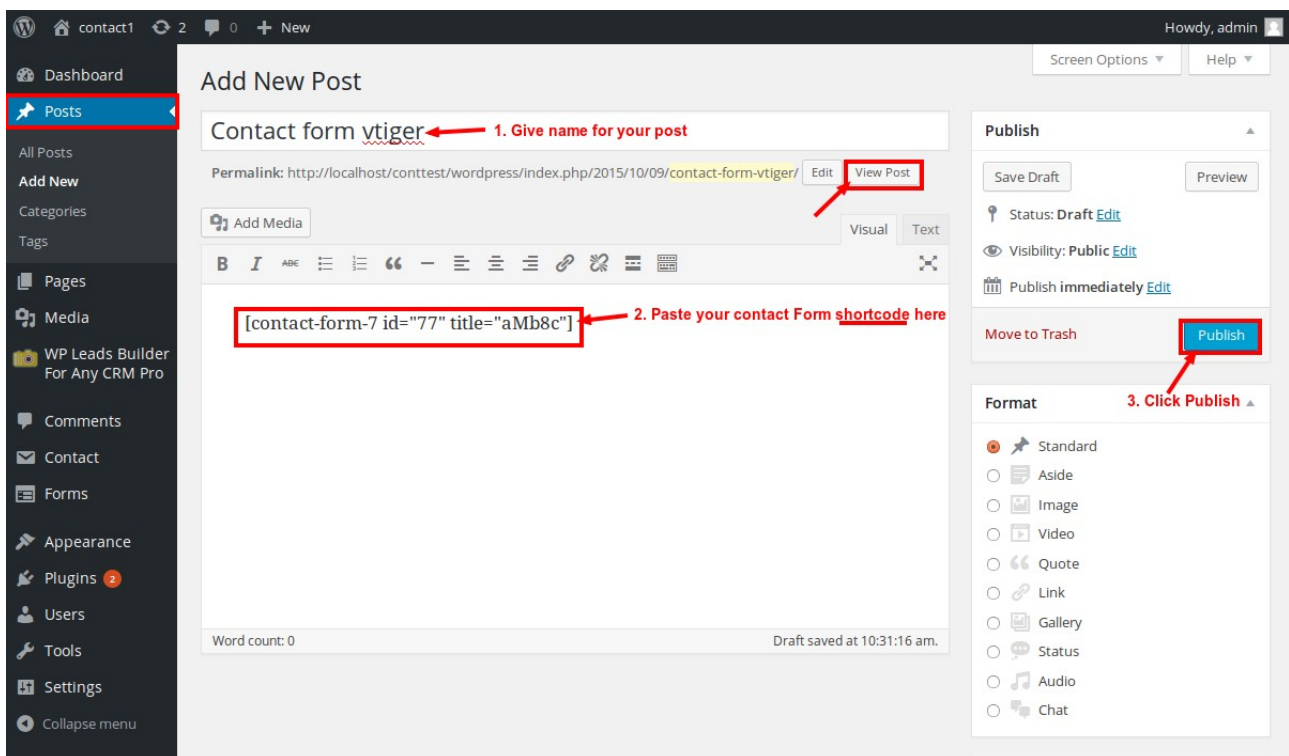 contact1 2 0 + New Howdy, admin
Screen Options Help
Dashboard
Posts
All Posts
Add New
Categories
Tags
Pages
Media
WP Leads Builder
For Any CRM Pro
Comments
Contact
Forms
Appearance
Plugins 2
Users
Tools
Settings
Collapse menu
Add New Post
Contact form vtiger 1. Give name for your post
Permalink: http://localhost/conttest/wordpress/index.php/2015/10/09/contact-form-vtiger/ Edit View Post
Add Media Visual Text
B I ABC
[contact-form-7 id="77" title="aMb8c"] 2. Paste your contact Form shortcode here
Word count: 0 Draft saved at 10:31:16 am.
Publish
Save Draft Preview
Status: Draft Edit
Visibility: Public Edit
Publish immediately Edit
Move to Trash Publish
Format 3. Click Publish
Standard
Aside
Image
Video
Quote
Link
Gallery
Status
Audio
Chat